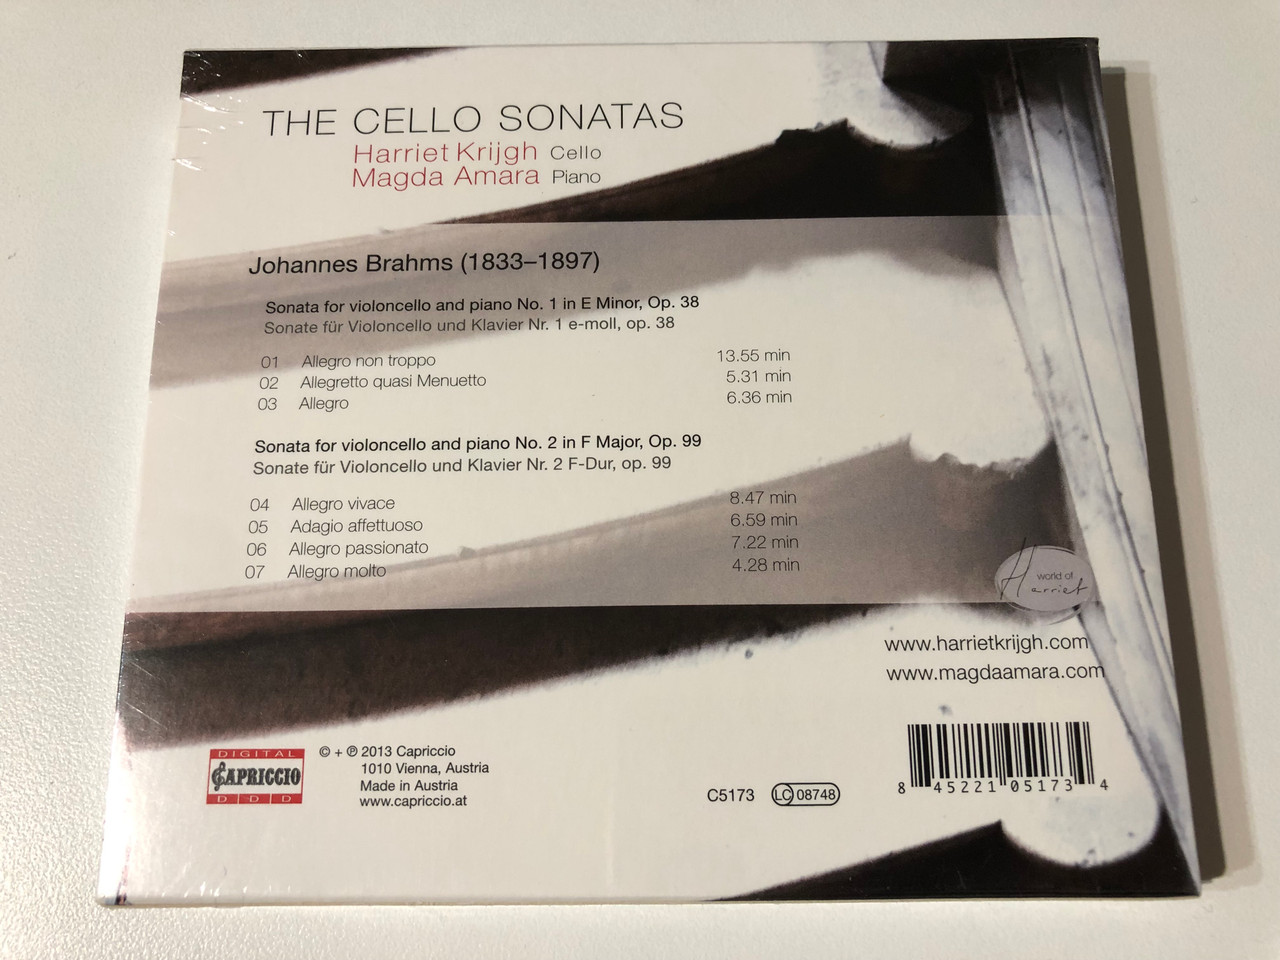 THE CELLO SONATAS
Harriet Krijgh Cello
Magda Amara Piano
Johannes Brahms (1833–1897)
Sonata for violoncello and piano No. 1 in E Minor, Op. 38
Sonate für Violoncello und Klavier Nr. 1 e-moll, op. 38
01 Allegro non troppo 13.55 min
02 Allegretto quasi Menuetto 5.31 min
03 Allegro 6.36 min
Sonata for violoncello and piano No. 2 in F Major, Op. 99
Sonate für Violoncello und Klavier Nr. 2 F-Dur, op. 99
04 Allegro vivace 8.47 min
05 Adagio affettuoso 6.59 min
06 Allegro passionato 7.22 min
07 Allegro molto 4.28 min
world of
Harriet
www.harrietkrijgh.com
www.magdaamara.com
DIGITAL
CAPRICCIO
D D D
© + ℗ 2013 Capriccio
1010 Vienna, Austria
Made in Austria
www.capriccio.at
C5173 LC 08748
8 45221 05173 4